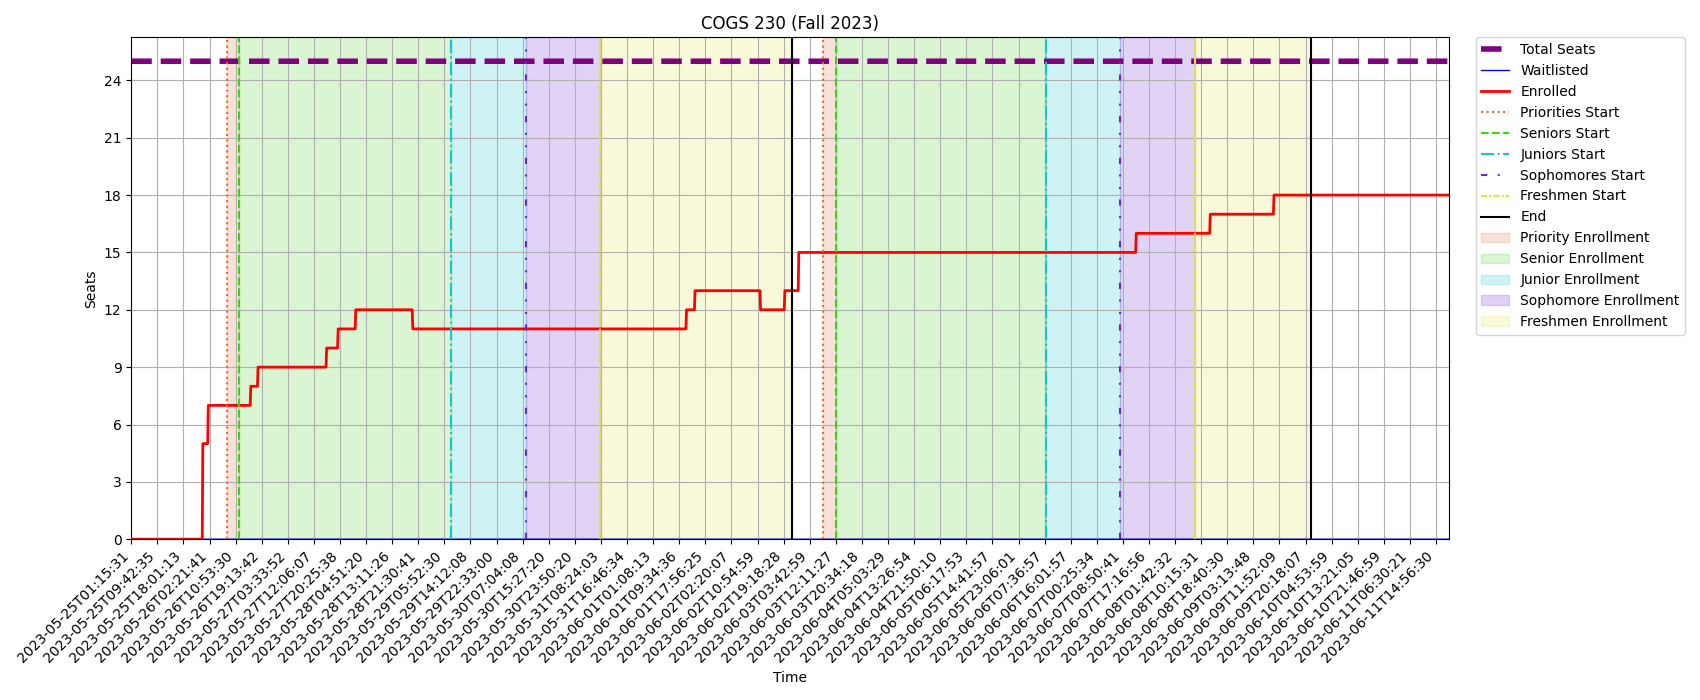 COGS 230 (Fall 2023)
Total Seats
Waitlisted
Enrolled
Priorities Start
Seniors Start
Juniors Start
Sophomores Start
Freshmen Start
End
Priority Enrollment
Senior Enrollment
Junior Enrollment
Sophomore Enrollment
Freshmen Enrollment
Seats
24
21
18
15
12
9
6
3
0
2023-05-25T01:15:31
2023-05-25T09:42:35
2023-05-25T18:01:13
2023-05-26T02:21:41
2023-05-26T10:53:30
2023-05-26T19:13:42
2023-05-27T03:33:52
2023-05-27T12:06:07
2023-05-27T20:25:38
2023-05-28T04:51:20
2023-05-28T13:11:26
2023-05-28T21:30:41
2023-05-29T05:52:30
2023-05-29T14:12:08
2023-05-29T22:33:00
2023-05-30T07:04:08
2023-05-30T15:27:20
2023-05-30T23:50:20
2023-05-31T08:24:03
2023-05-31T16:46:34
2023-06-01T01:08:13
2023-06-01T09:34:36
2023-06-01T17:56:25
2023-06-02T02:20:07
2023-06-02T10:54:59
2023-06-02T19:18:28
2023-06-03T03:42:59
2023-06-03T12:11:27
2023-06-03T20:34:18
2023-06-04T05:03:29
2023-06-04T13:26:54
2023-06-04T21:50:10
2023-06-05T06:17:53
2023-06-05T14:41:57
2023-06-05T23:06:01
2023-06-06T07:36:57
2023-06-06T16:01:57
2023-06-07T00:25:34
2023-06-07T08:50:41
2023-06-07T17:16:56
2023-06-08T01:42:32
2023-06-08T10:15:31
2023-06-08T18:40:30
2023-06-09T03:13:48
2023-06-09T11:52:09
2023-06-09T20:18:07
2023-06-10T04:53:59
2023-06-10T13:21:05
2023-06-10T21:46:59
2023-06-11T06:30:21
2023-06-11T14:56:30
Time